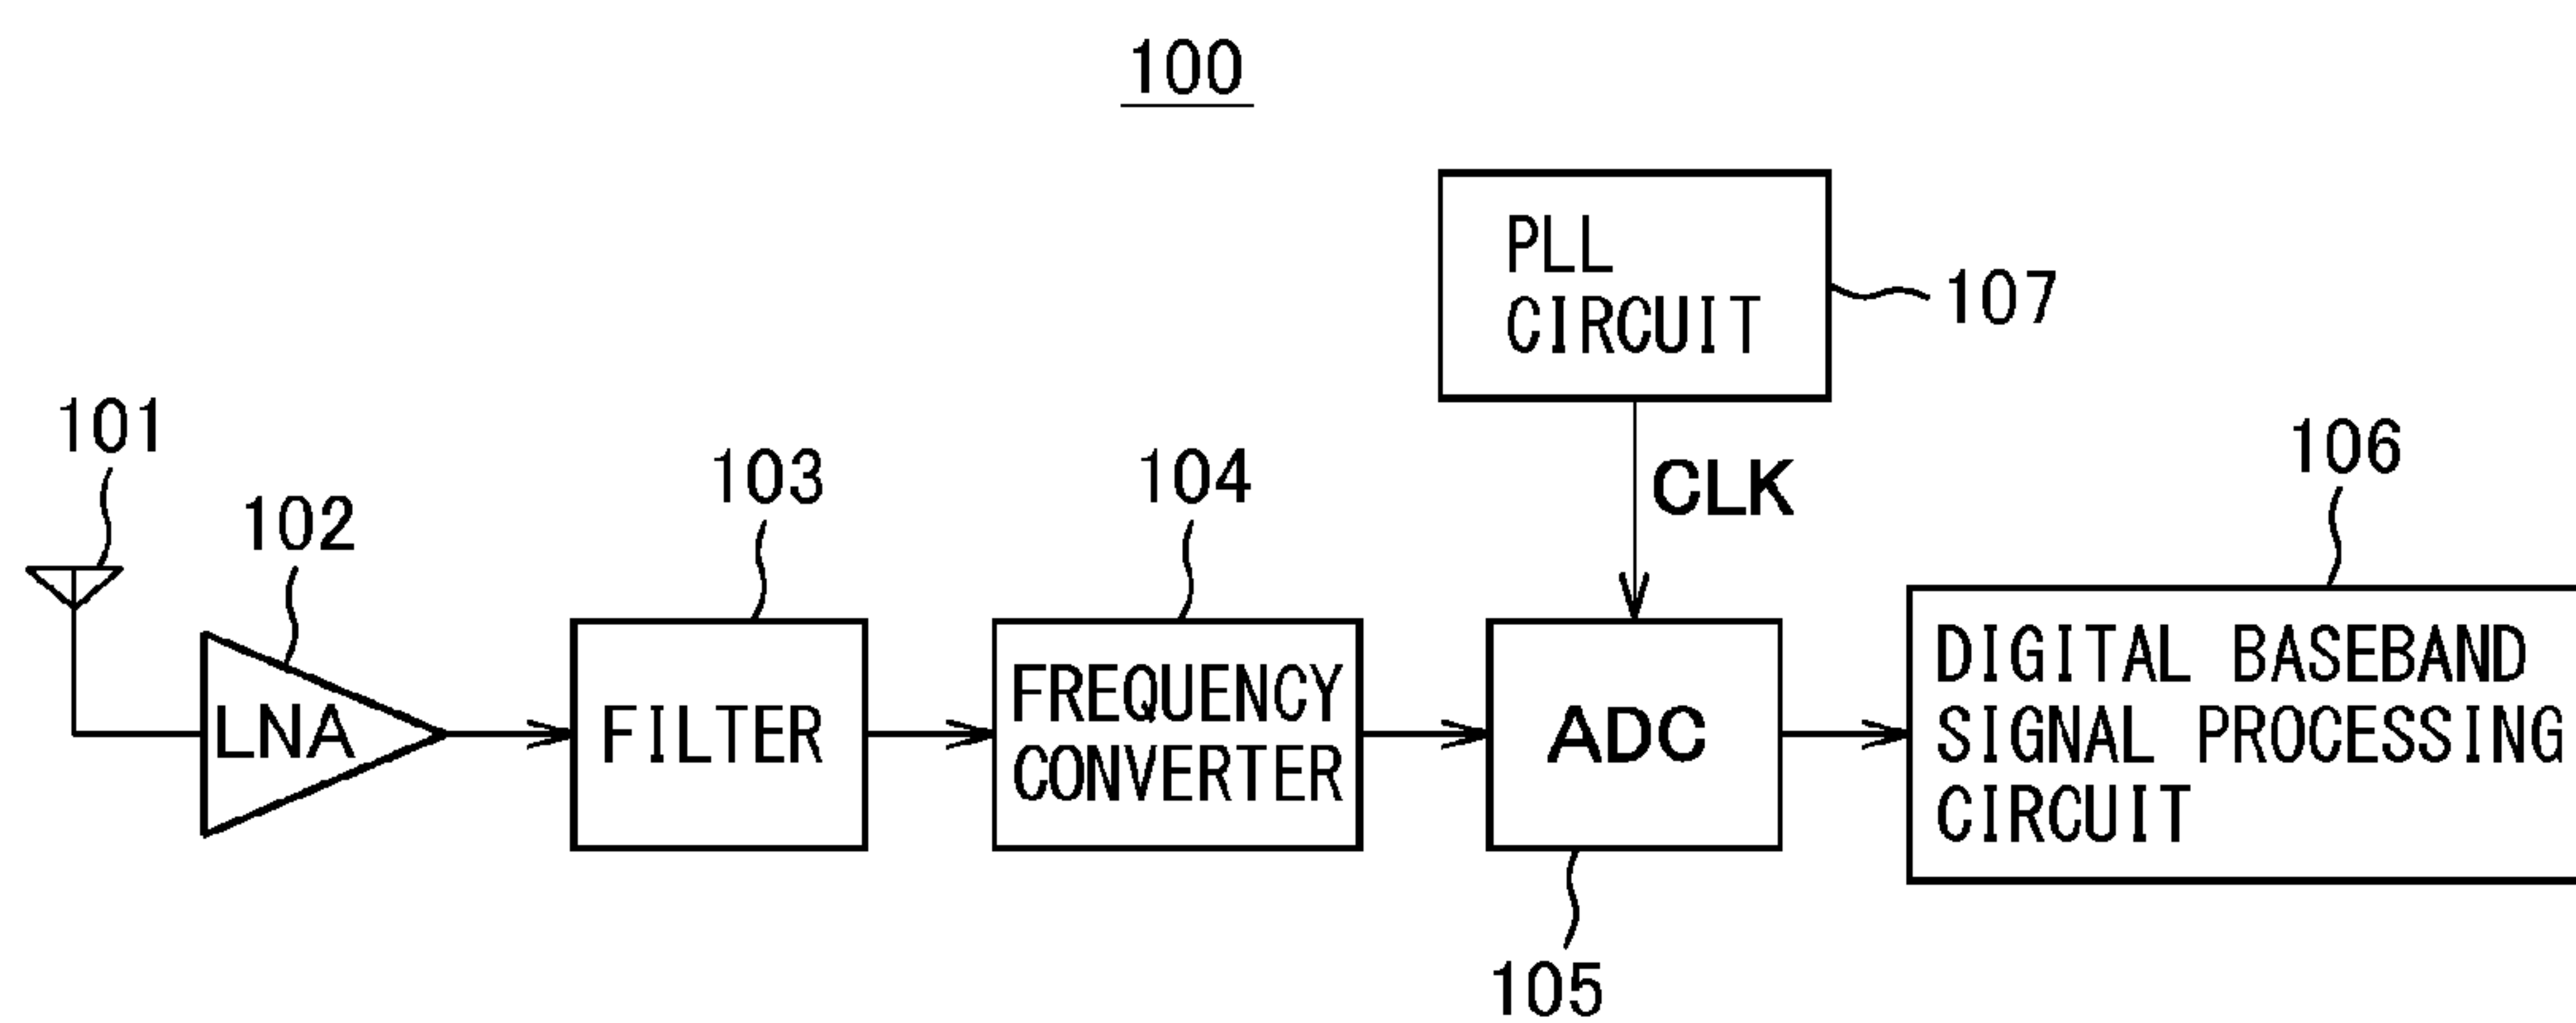 100
PLL
CIRCUIT
107
101
102
103
104
CLK
106
LNA
FILTER
FREQUENCY
CONVERTER
ADC
DIGITAL BASEBAND
SIGNAL PROCESSING
CIRCUIT
105